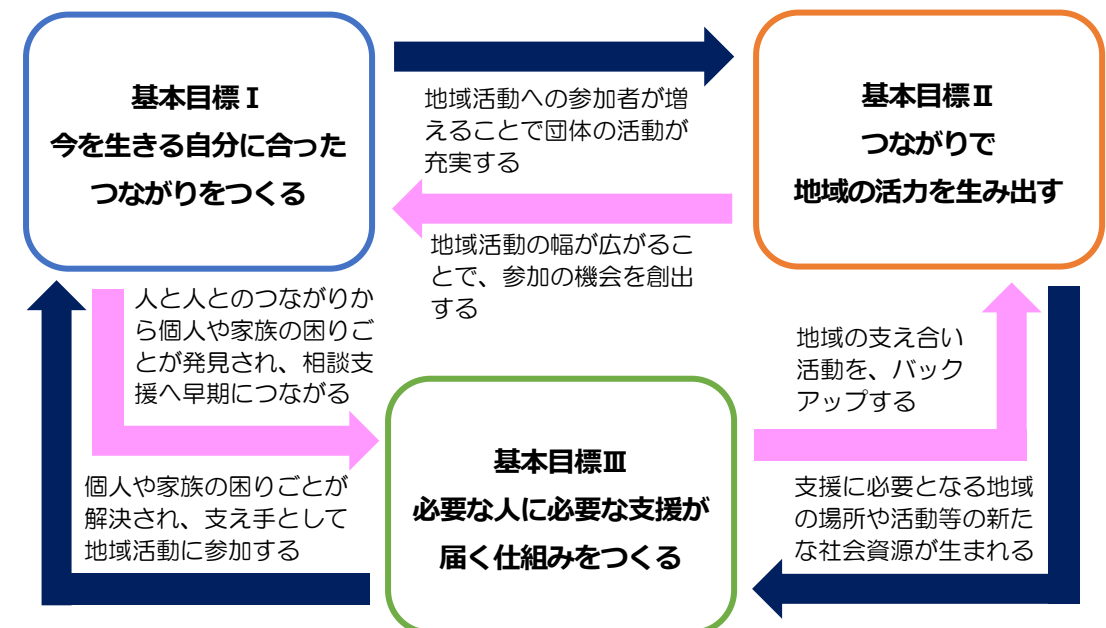 基本目標Ⅰ
今を生きる自分に合った
つながりをつくる
地域活動への参加者が増
えることで団体の活動が
充実する
基本目標Ⅱ
つながりで
地域の活力を生み出す
地域活動の幅が広がるこ
とで、参加の機会を創出
する
人と人とのつながりか
ら個人や家族の困りご
とが発見され、相談支
援へ早期につながる
地域の支え合い
活動を、バック
アップする
基本目標Ⅲ
必要な人に必要な支援が
届く仕組みをつくる
個人や家族の困りごとが
解決され、支え手として
地域活動に参加する
支援に必要となる地域
の場所や活動等の新た
な社会資源が生まれる